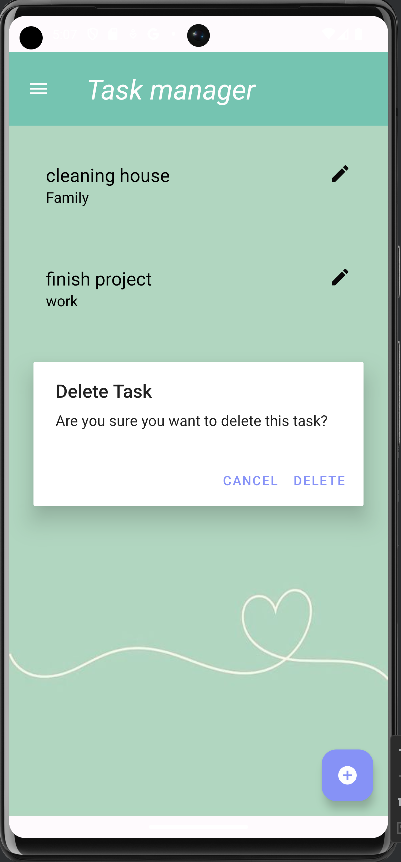 Task manager
cleaning house
Family
finish project
work
Delete Task
Are you sure you want to delete this task?
CANCEL DELETE